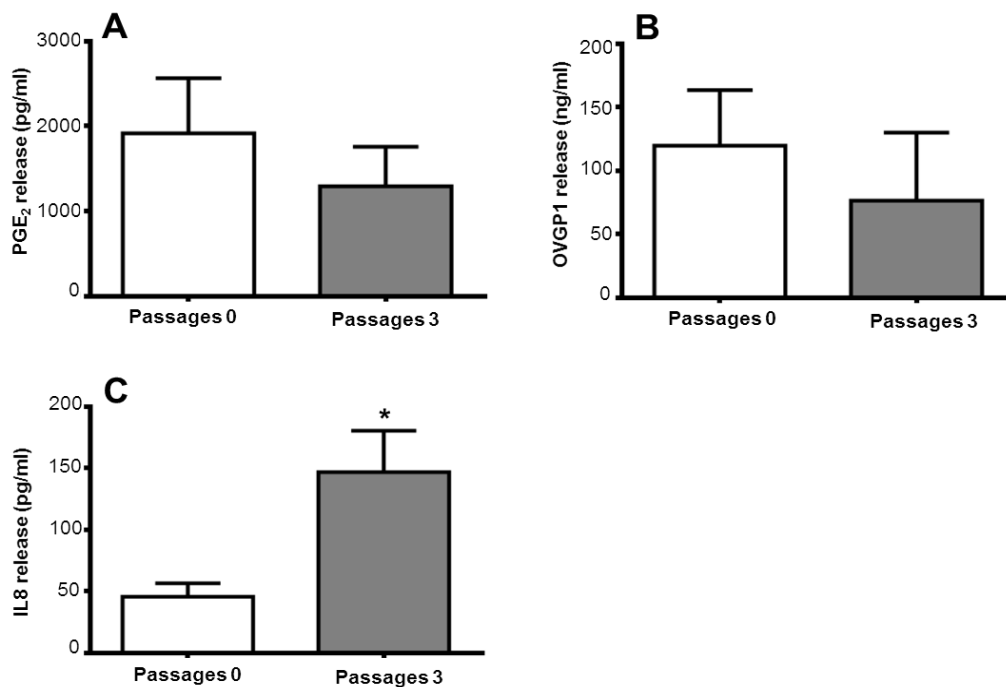 A
PGE₂ release (pg/ml)
3000
2000
1000
0
Passages 0
Passages 3
B
OVGP1 release (ng/ml)
200
150
100
50
0
Passages 0
Passages 3
C
IL8 release (pg/ml)
200
150
100
50
0
*
Passages 0
Passages 3